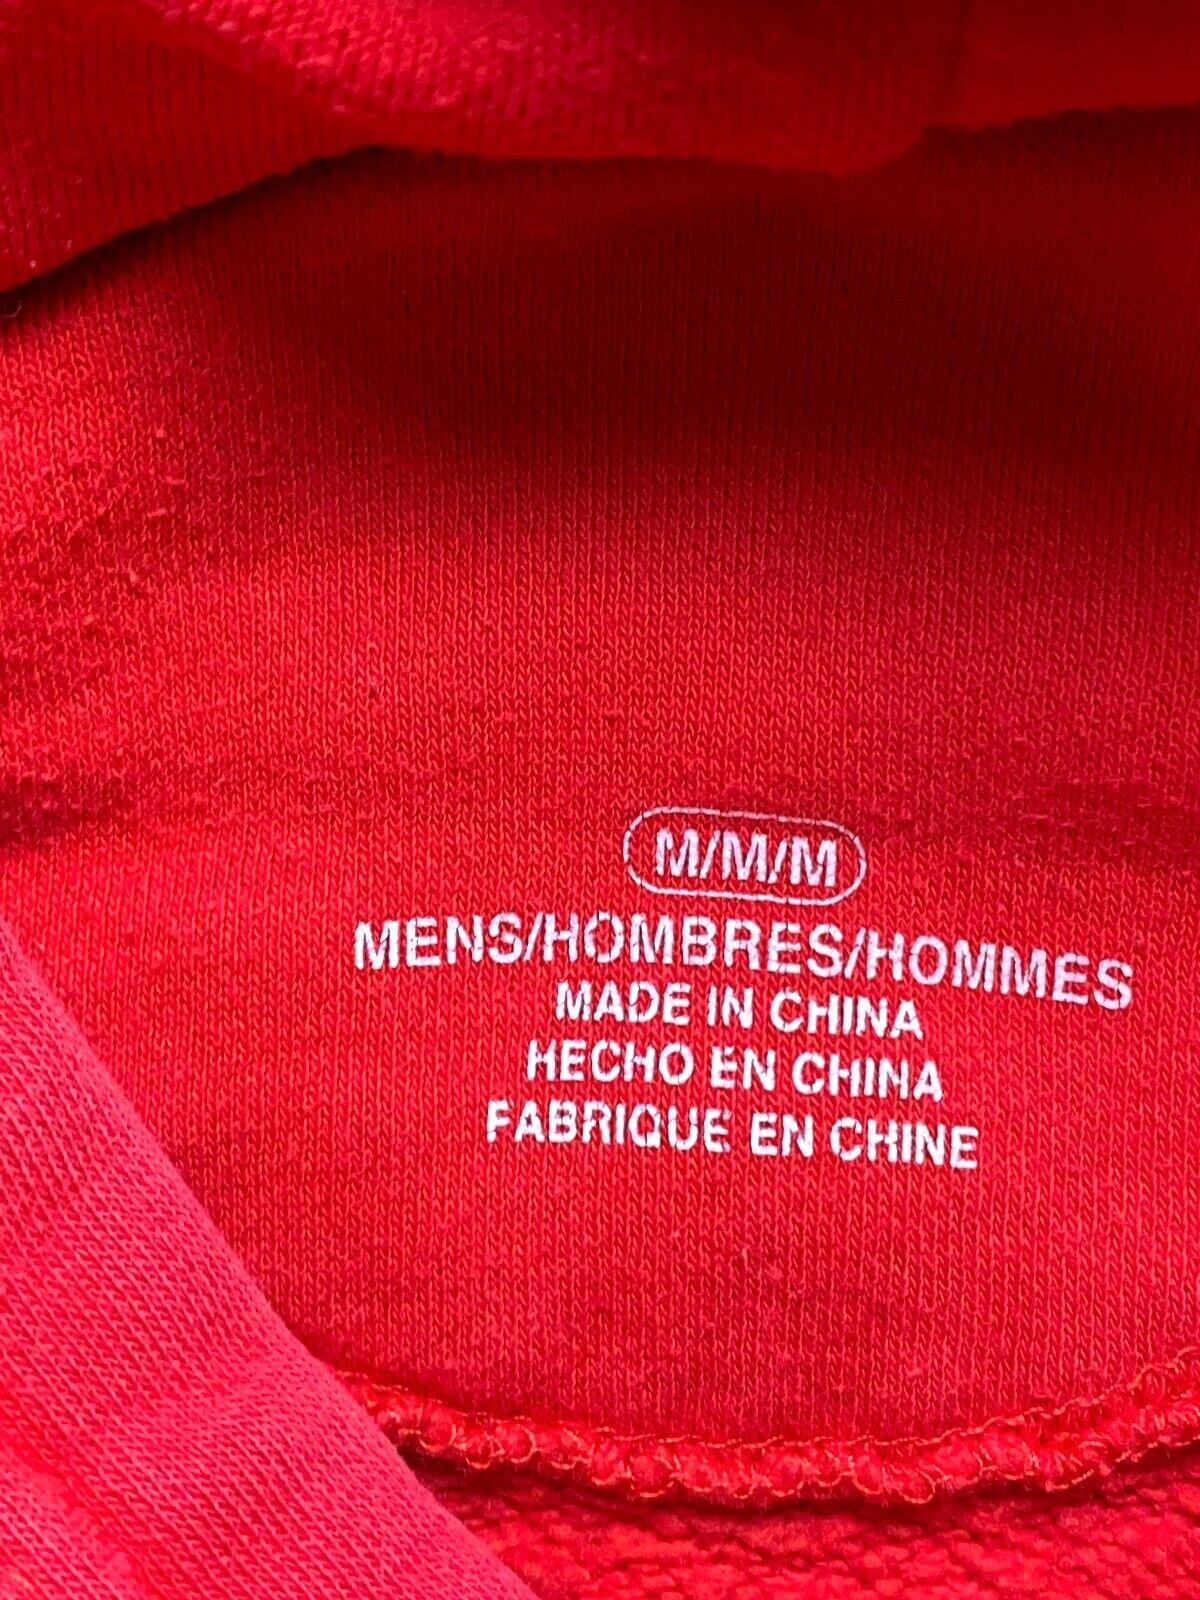 M/M/M
MENS/HOMBRES/HOMMES
MADE IN CHINA
HECHO EN CHINA
FABRIQUE EN CHINE